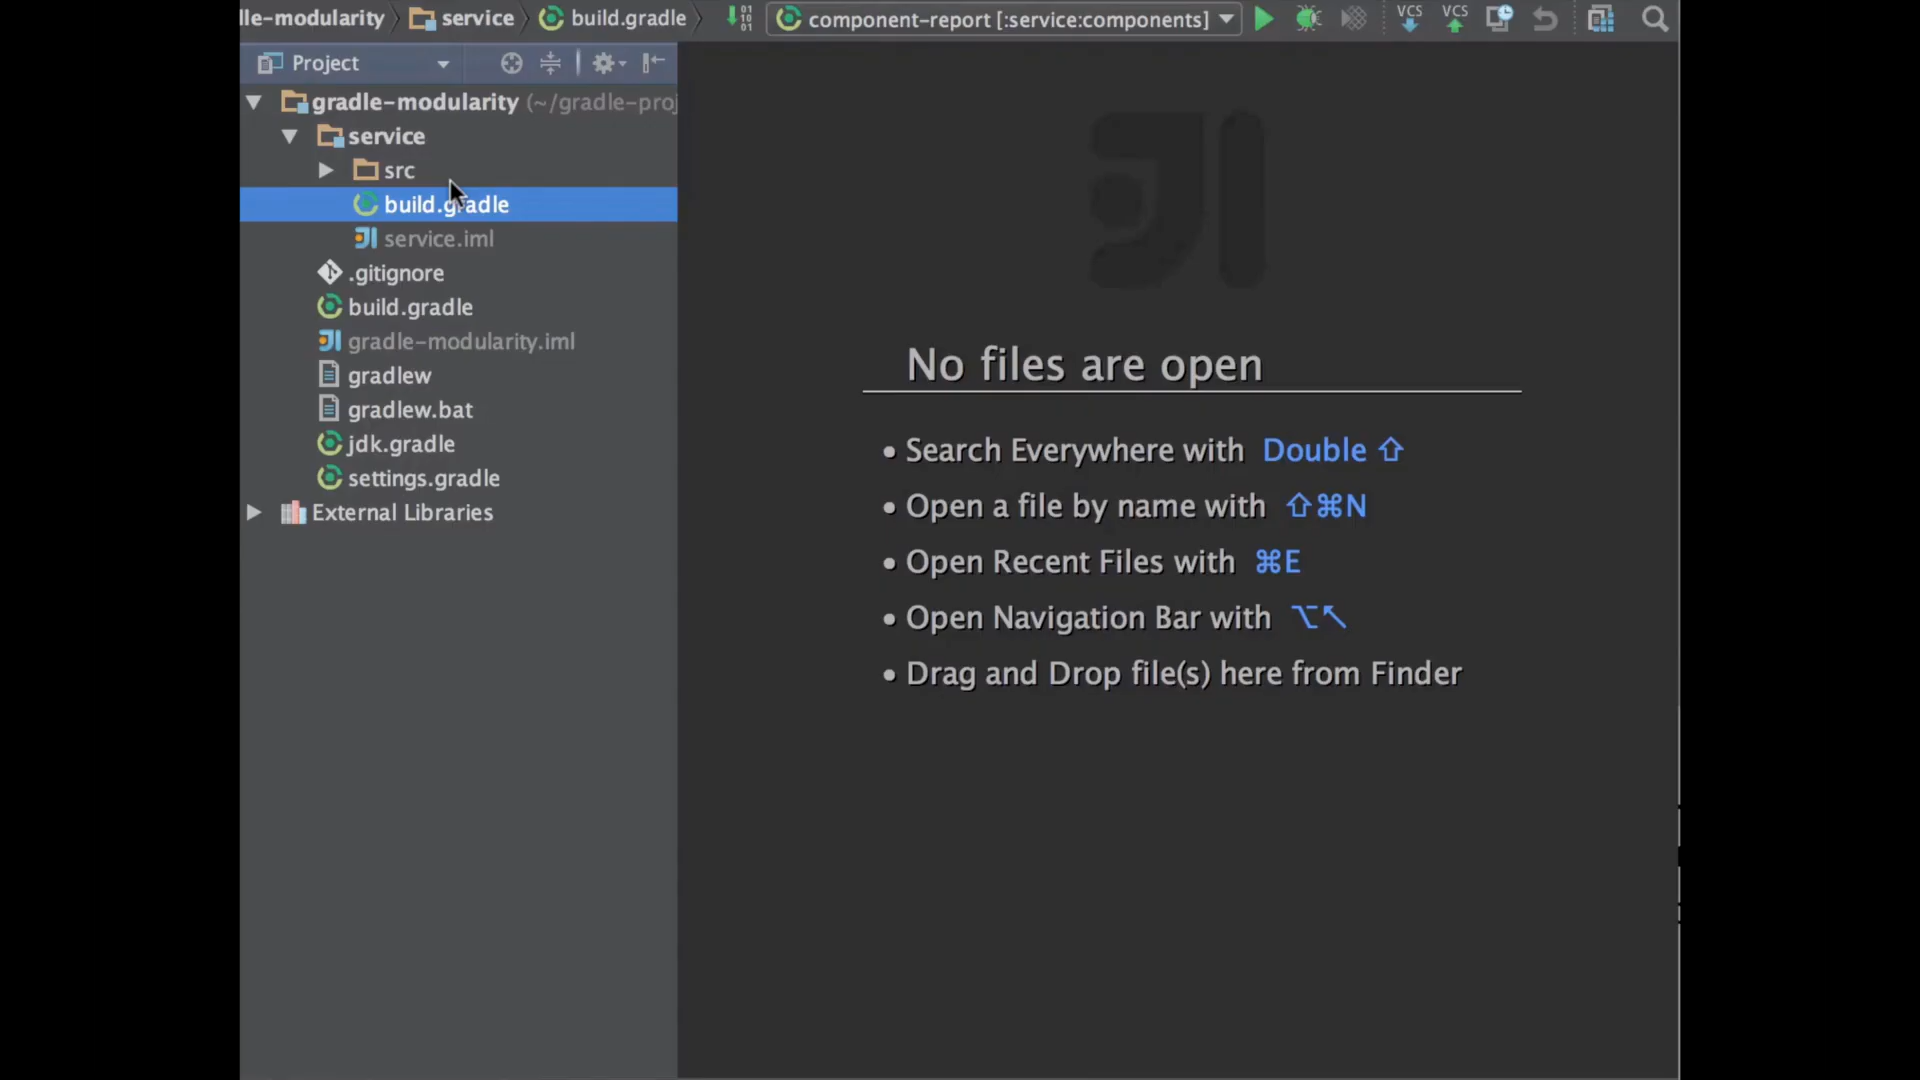 lle-modularity service build.gradle component-report [:service:components] VCS VCS
Project
gradle-modularity (~/gradle-proj
service
src
build.gradle
service.iml
.gitignore
build.gradle
gradle-modularity.iml
gradlew
gradlew.bat
jdk.gradle
settings.gradle
External Libraries
No files are open
• Search Everywhere with Double ⇧
• Open a file by name with ⇧⌘N
• Open Recent Files with ⌘E
• Open Navigation Bar with ⌥↖
• Drag and Drop file(s) here from Finder